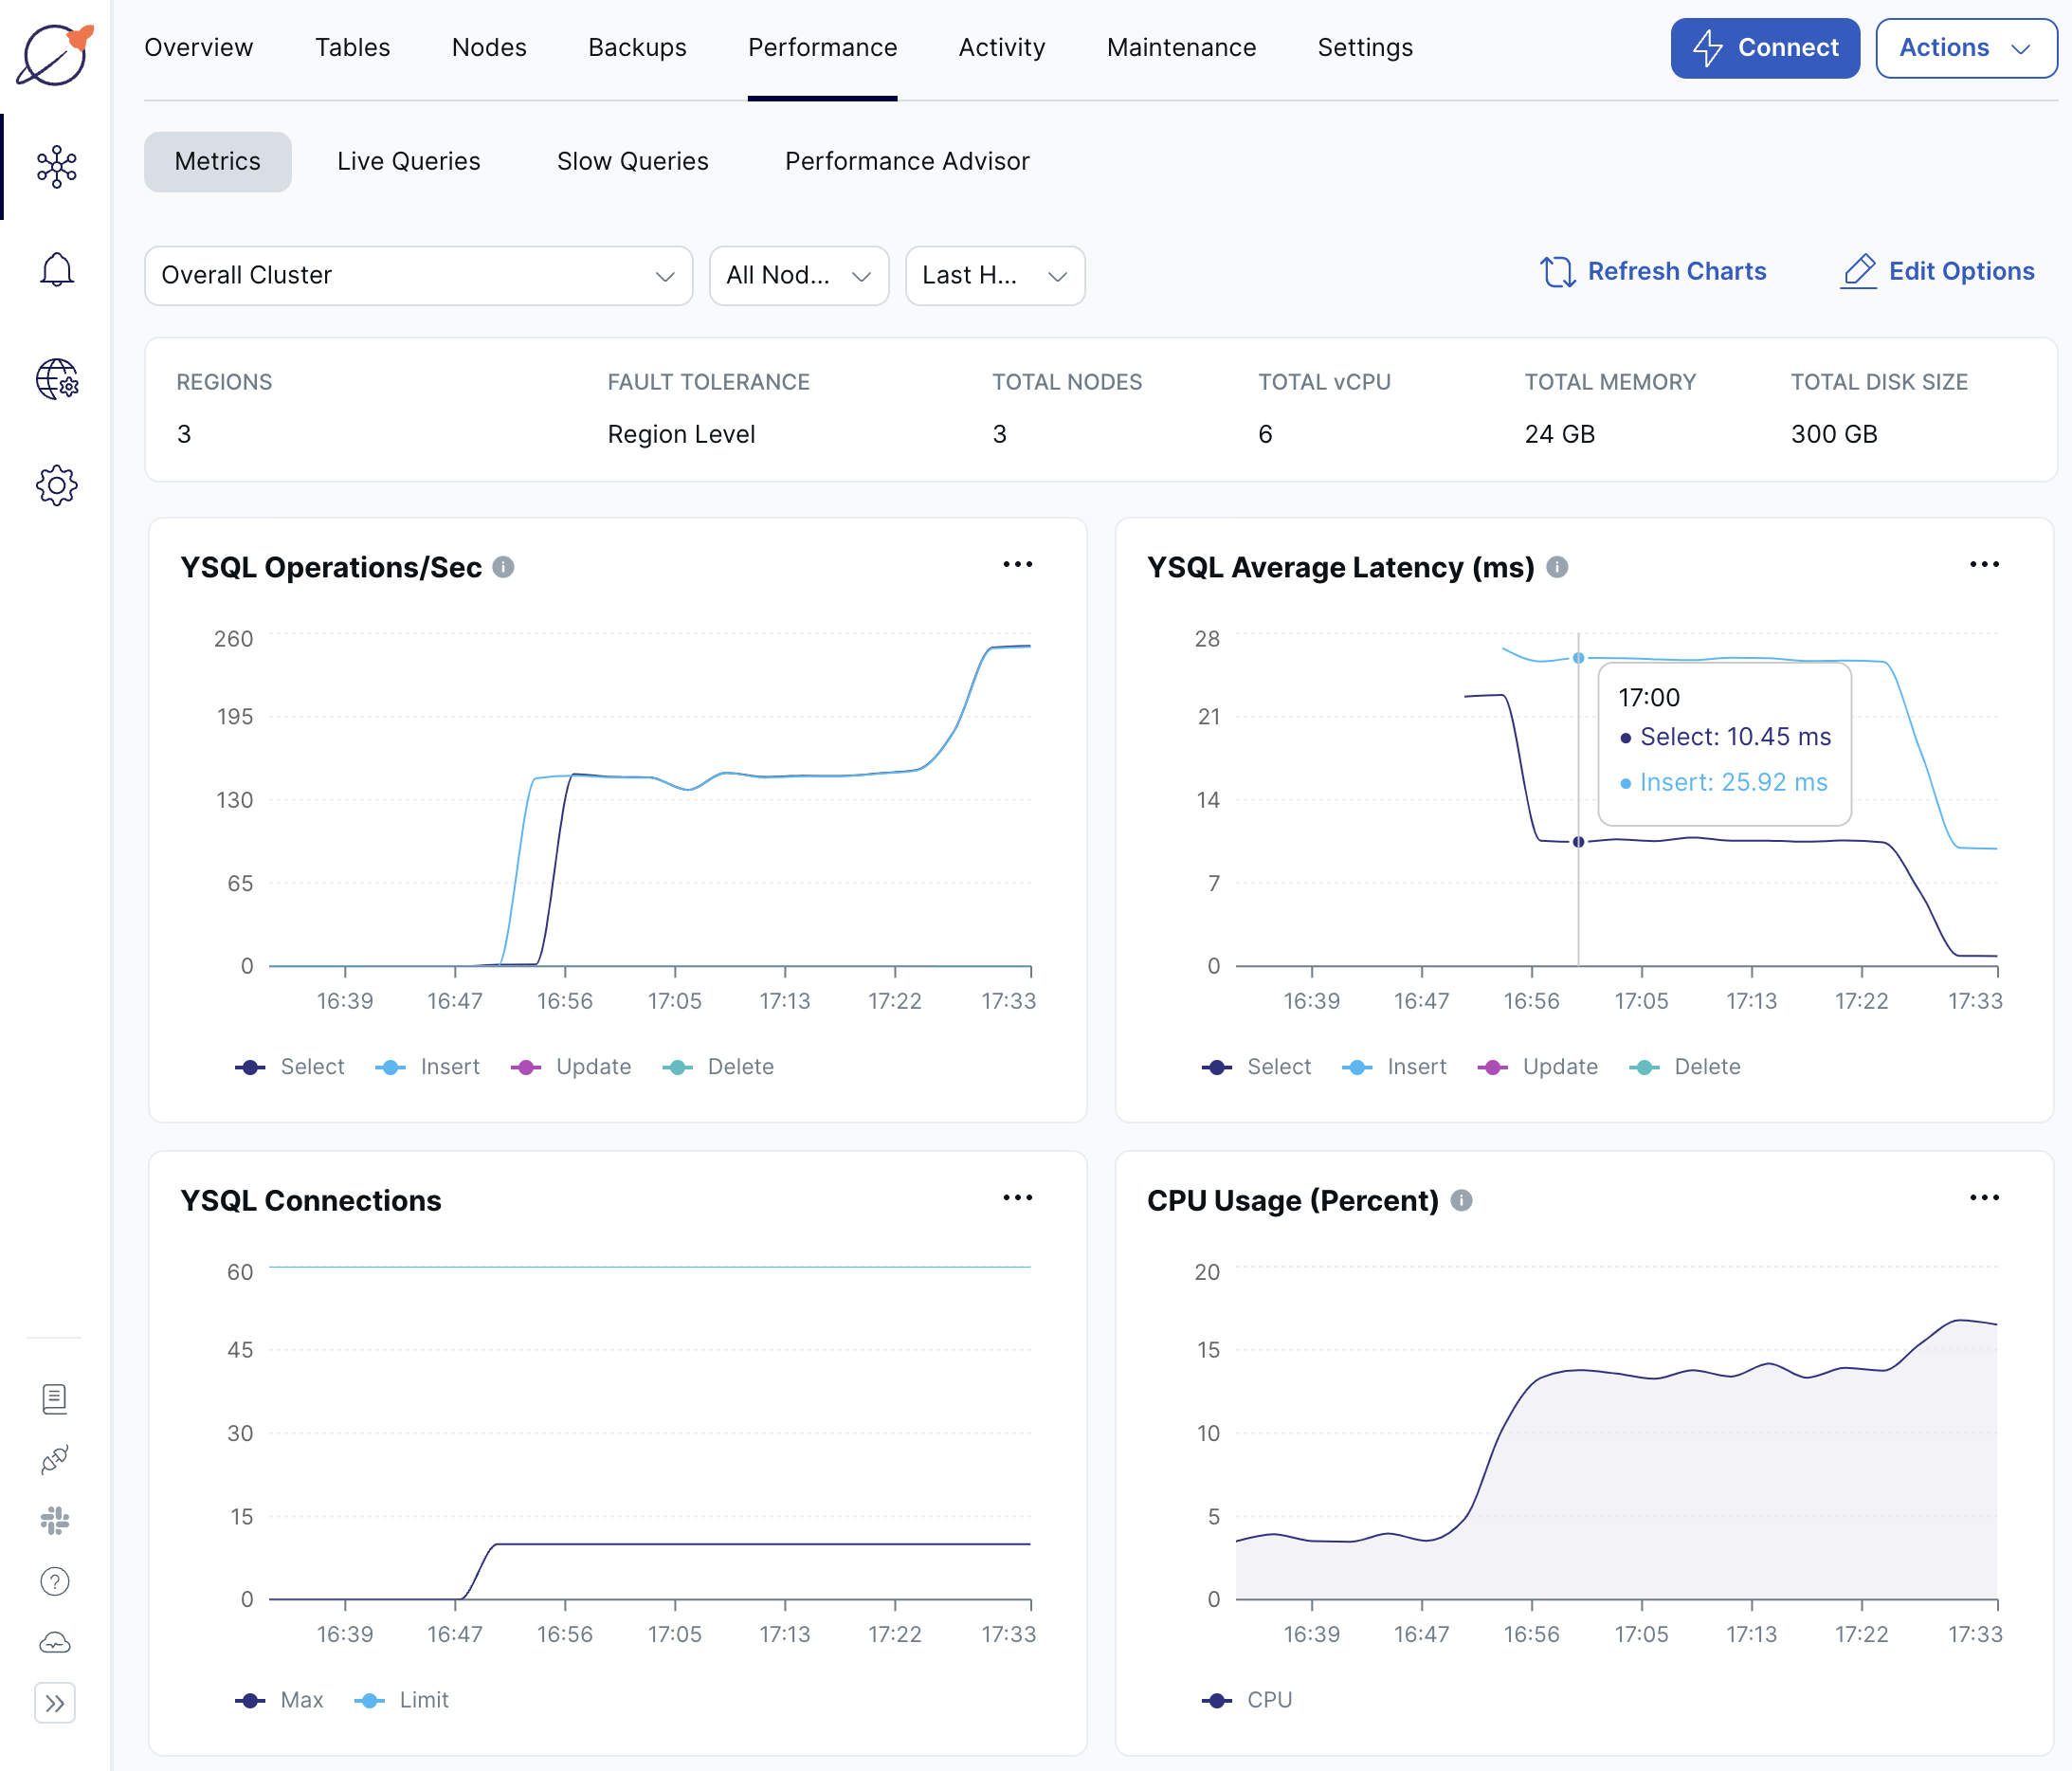 Overview Tables Nodes Backups Performance Activity Maintenance Settings Connect Actions
Metrics Live Queries Slow Queries Performance Advisor
Overall Cluster All Nod... Last H... Refresh Charts Edit Options
REGIONS FAULT TOLERANCE TOTAL NODES TOTAL vCPU TOTAL MEMORY TOTAL DISK SIZE
3 Region Level 3 6 24 GB 300 GB
YSQL Operations/Sec
260
195
130
65
0
16:39 16:47 16:56 17:05 17:13 17:22 17:33
Select Insert Update Delete
YSQL Average Latency (ms)
28
21
14
7
0
17:00
Select: 10.45 ms
Insert: 25.92 ms
16:39 16:47 16:56 17:05 17:13 17:22 17:33
Select Insert Update Delete
YSQL Connections
60
45
30
15
0
16:39 16:47 16:56 17:05 17:13 17:22 17:33
Max Limit
CPU Usage (Percent)
20
15
10
5
0
16:39 16:47 16:56 17:05 17:13 17:22 17:33
CPU